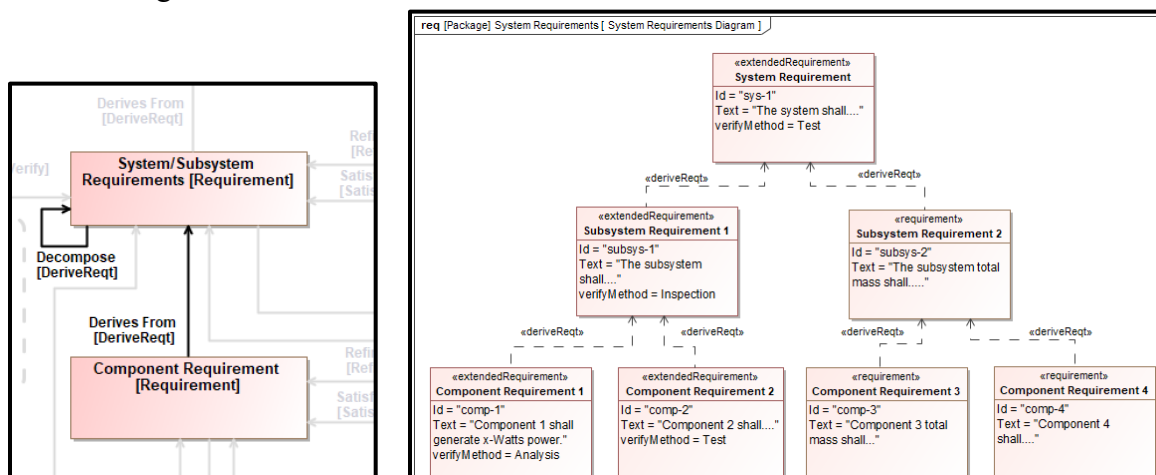 Derives From
[DeriveReqt]
System/Subsystem
Requirements [Requirement]
Decompose
[DeriveReqt]
Derives From
[DeriveReqt]
Component Requirement
[Requirement]
req [Package] System Requirements [ System Requirements Diagram ]
«extendedRequirement»
System Requirement
Id = "sys-1"
Text = "The system shall...."
verifyMethod = Test
«deriveReqt»
«deriveReqt»
«extendedRequirement»
Subsystem Requirement 1
Id = "subsys-1"
Text = "The subsystem
shall...."
verifyMethod = Inspection
«requirement»
Subsystem Requirement 2
Id = "subsys-2"
Text = "The subsystem total
mass shall....."
«deriveReqt»
«deriveReqt»
«deriveReqt»
«deriveReqt»
«extendedRequirement»
Component Requirement 1
Id = "comp-1"
Text = "Component 1 shall
generate x-Watts power."
verifyMethod = Analysis
«extendedRequirement»
Component Requirement 2
Id = "comp-2"
Text = "Component 2 shall...."
verifyMethod = Test
«requirement»
Component Requirement 3
Id = "comp-3"
Text = "Component 3 total
mass shall..."
«requirement»
Component Requirement 4
Id = "comp-4"
Text = "Component 4
shall...."